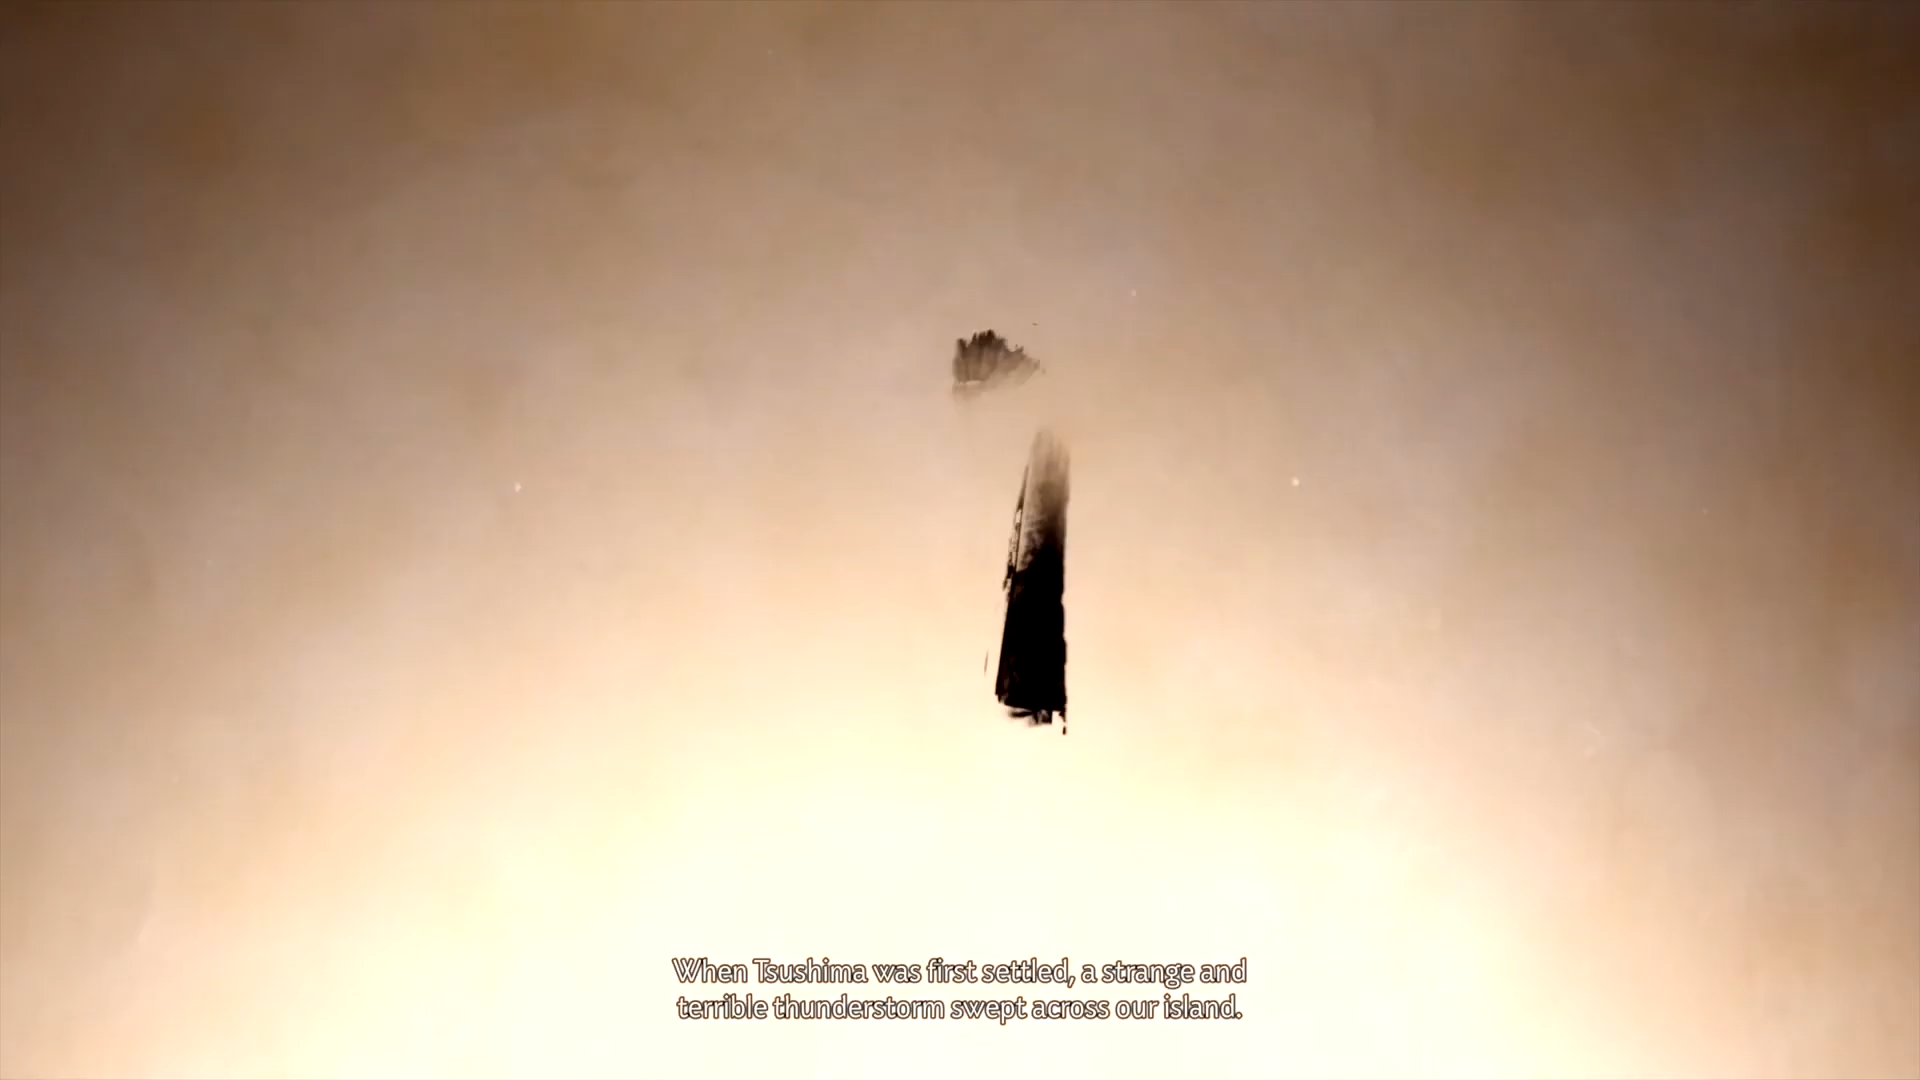 When Tsushima was first settled, a strange and
terrible thunderstorm swept across our island.